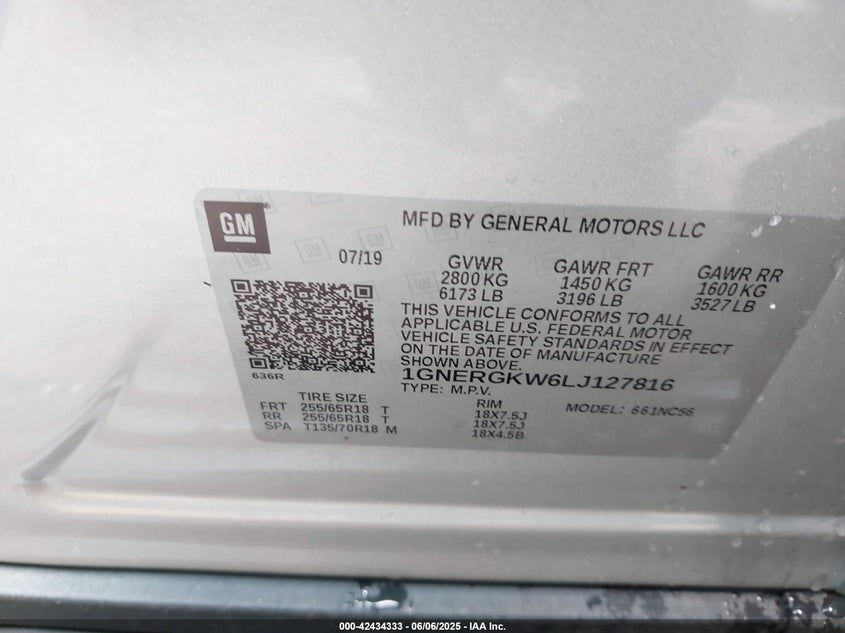 GM
MFD BY GENERAL MOTORS LLC
07/19
GVWR GAWR FRT GAWR RR
2800 KG 1450 KG 1600 KG
6173 LB 3196 LB 3527 LB
THIS VEHICLE CONFORMS TO ALL
APPLICABLE U.S. FEDERAL MOTOR
VEHICLE SAFETY STANDARDS IN EFFECT
ON THE DATE OF MANUFACTURE
SHOWN ABOVE.
636R
1GNERGKW6LJ127816
TYPE: M.P.V. MODEL: 661NC56
TIRE SIZE RIM
FRT 255/65R18 T 18X7.5J
RR 255/65R18 T 18X7.5J
SPA T135/70R18 M 18X4.5B
000-42434333 / 06/06/2025 - IAA Inc.